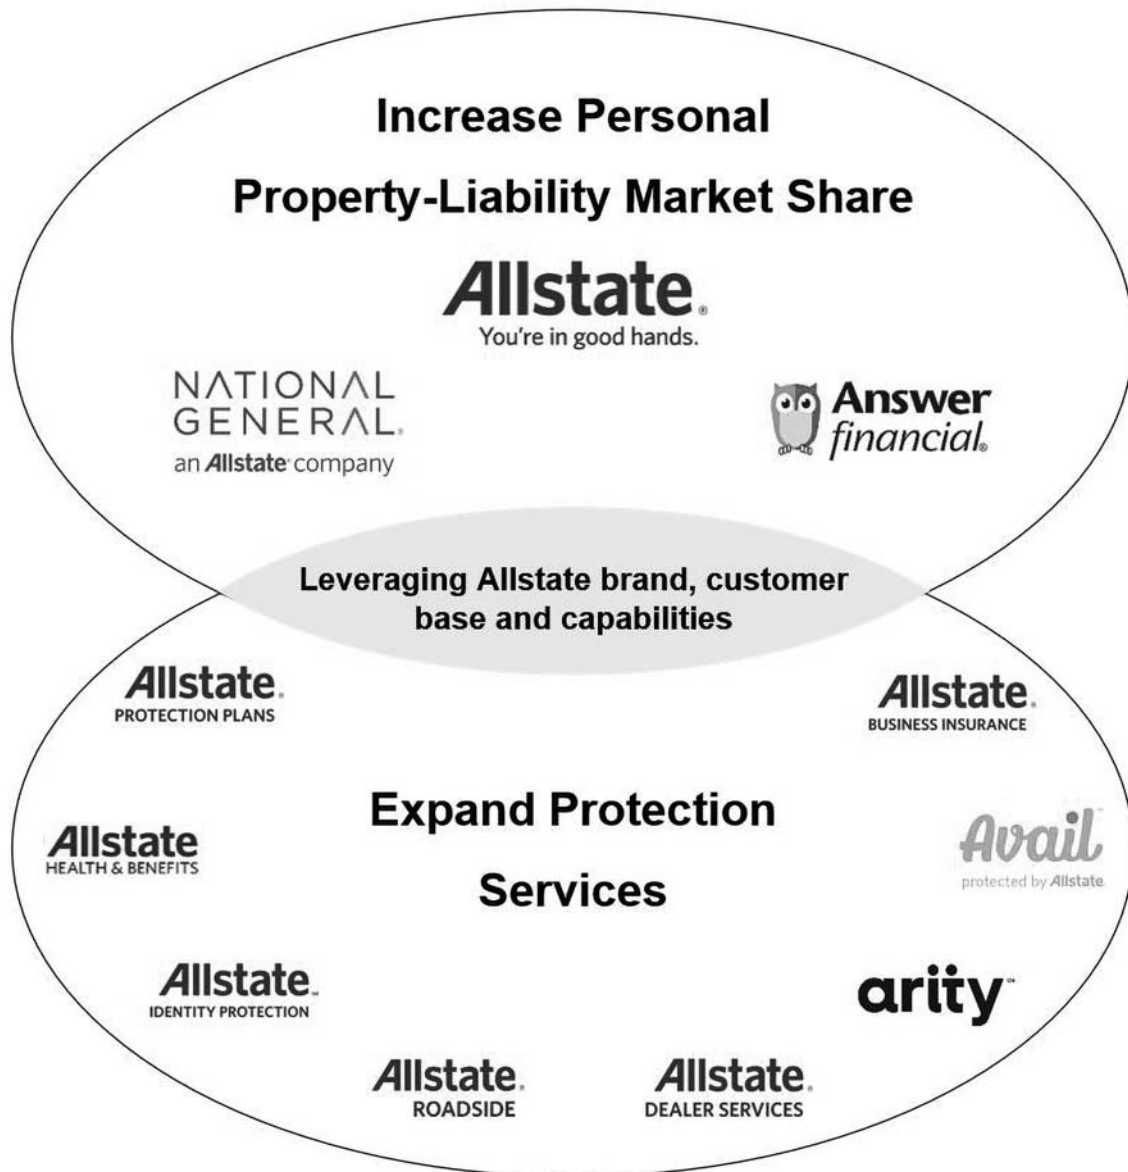 Increase Personal
Property-Liability Market Share
Allstate®
You're in good hands.
NATIONAL
GENERAL®
an Allstate company
Answer
financial®
Leveraging Allstate brand, customer
base and capabilities
Allstate®
PROTECTION PLANS
Allstate®
BUSINESS INSURANCE
Expand Protection
Services
Allstate
HEALTH & BENEFITS
Avail
protected by Allstate
Allstate™
IDENTITY PROTECTION
arity℠
Allstate®
ROADSIDE
Allstate®
DEALER SERVICES